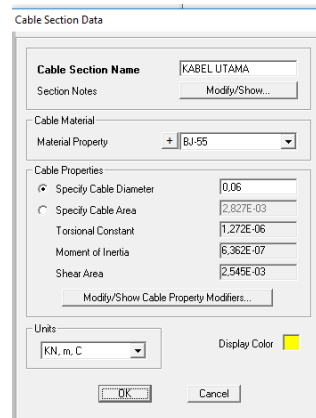 Cable Section Data
Cable Section Name KABEL UTAMA
Section Notes Modify/Show...
Cable Material
Material Property + BJ-55
Cable Properties
Specify Cable Diameter 0,06
Specify Cable Area 2,827E-03
Torsional Constant 1,272E-06
Moment of Inertia 6,362E-07
Shear Area 2,545E-03
Modify/Show Cable Property Modifiers...
Units
KN, m, C
Display Color
OK Cancel